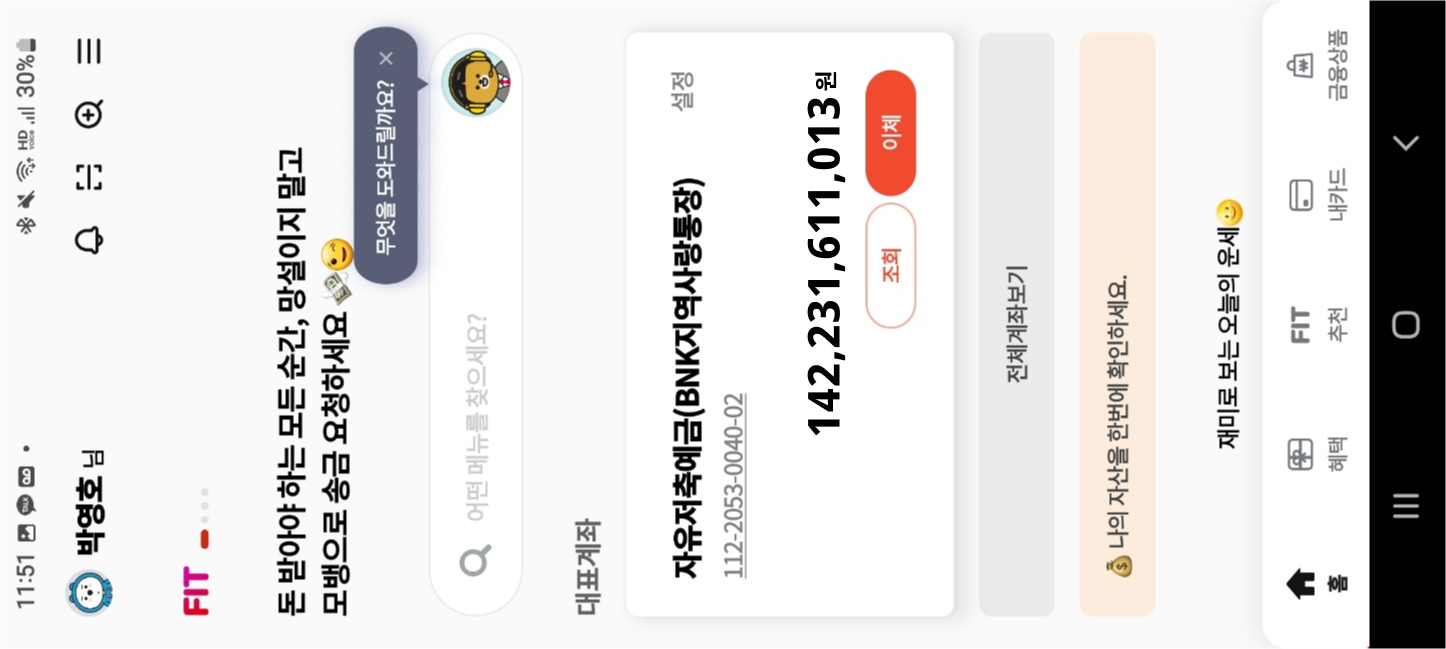 11:51
HD voice
30%
박영호 님
FIT
돈 받아야 하는 모든 순간, 망설이지 말고
모뱅으로 송금 요청하세요 💸😉
무엇을 도와드릴까요? ×
어떤 메뉴를 찾으세요?
대표계좌
자유저축예금(BNK지역사랑통장)
설정
112-2053-0040-02
142,231,611,013원
조회
이체
전체계좌보기
💰 나의 자산을 한번에 확인하세요.
재미로 보는 오늘의 운세🙂
홈
혜택
FIT
추천
내카드
금융상품